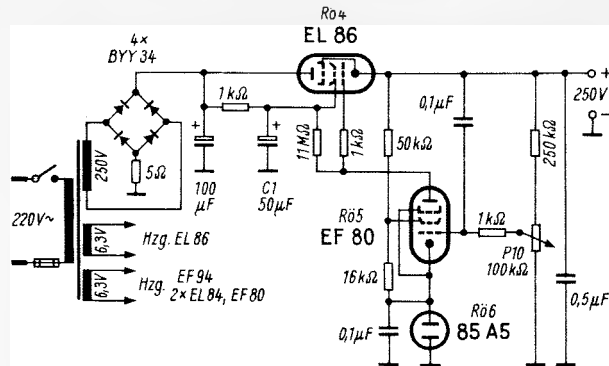 Rö4
EL 86
4×
BYY 34
1kΩ
+
100
µF
+
C1
50µF
5Ω
250V
220V~
6,3V
Hzg. EL 86
6,3V
Hzg. EF 94
2×EL 84, EF 80
11MΩ
1kΩ
50kΩ
0,1µF
Rö5
EF 80
16kΩ
0,1µF
Rö6
85 A5
1kΩ
250kΩ
P10
100kΩ
0,5µF
+
250V
-